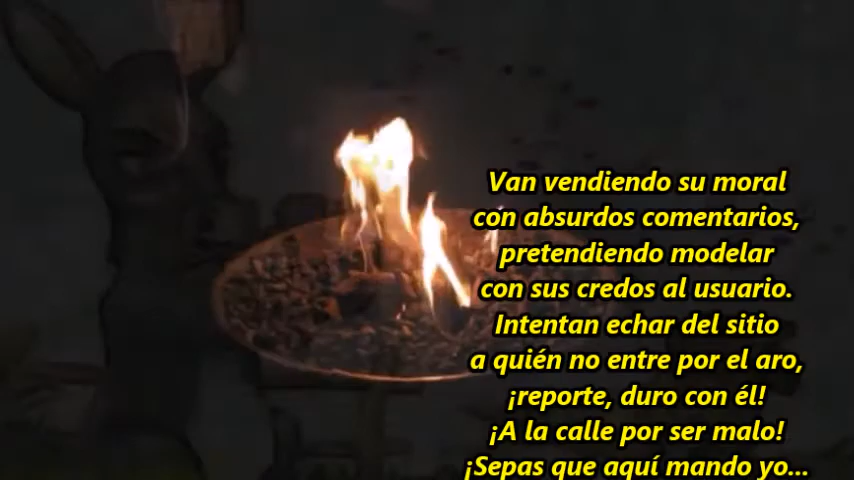 Van vendiendo su moral
con absurdos comentarios,
pretendiendo modelar
con sus credos al usuario.
Intentan echar del sitio
a quién no entre por el aro,
¡reporte, duro con él!
¡A la calle por ser malo!
¡Sepas que aquí mando yo...